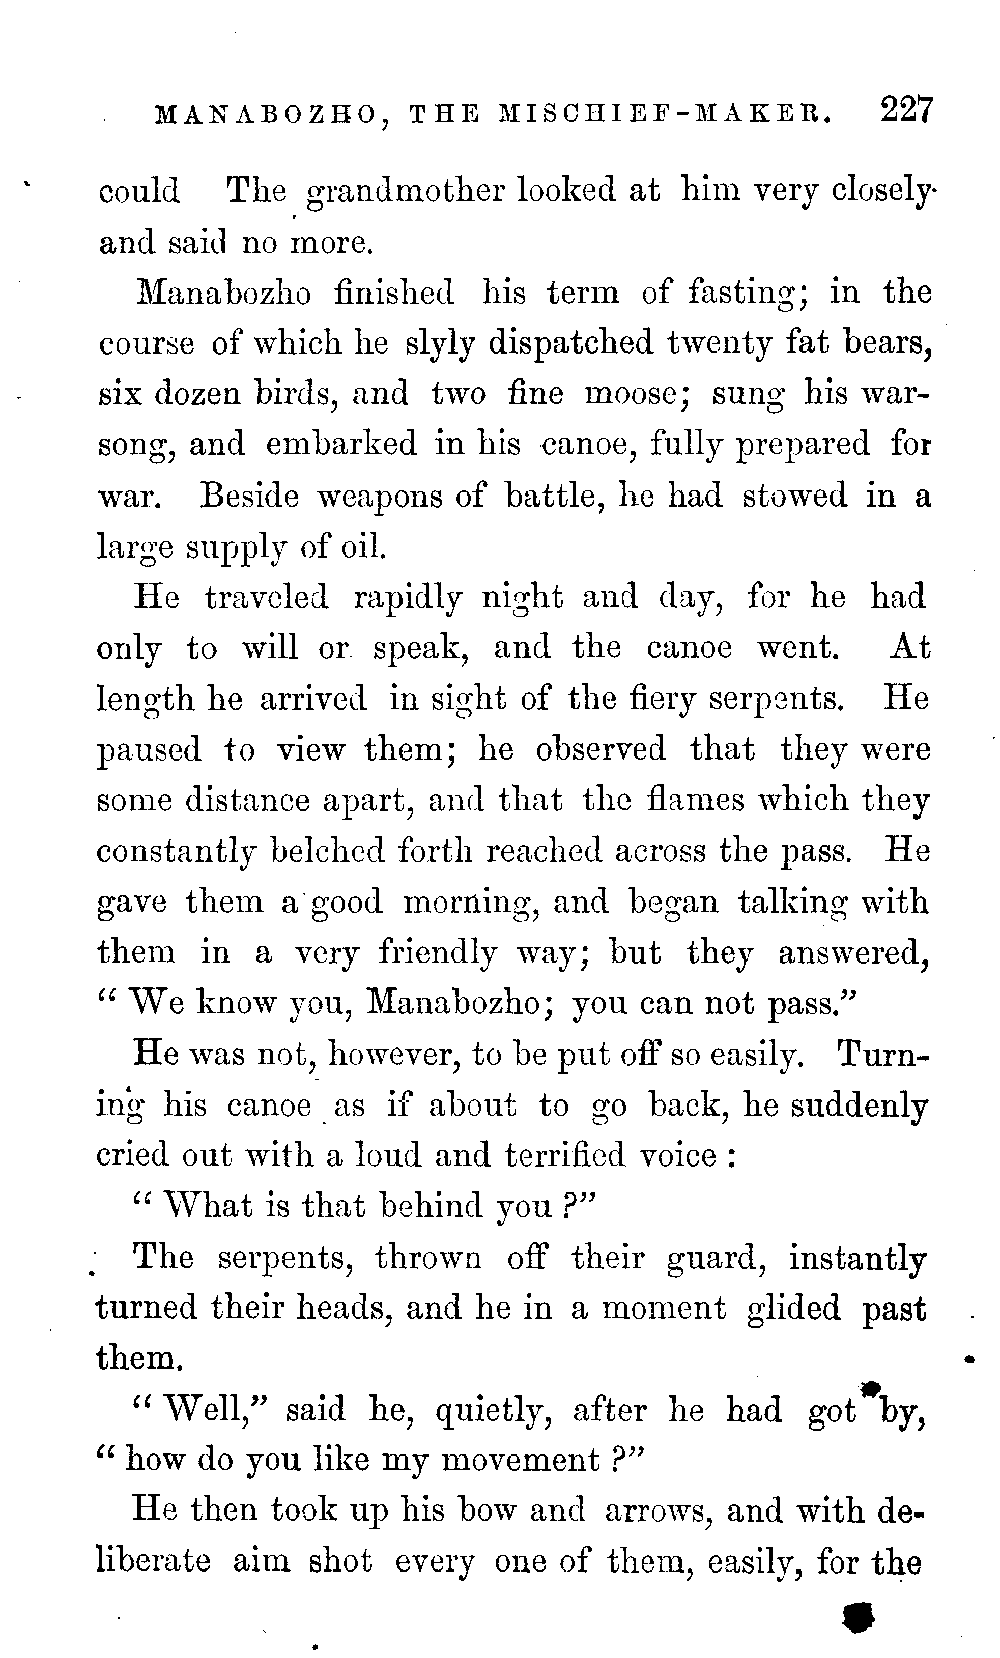 MANABOZHO, THE MISCHIEF-MAKER. 227
could The grandmother looked at him very closely
and said no more.
Manabozho finished his term of fasting; in the
course of which he slyly dispatched twenty fat bears,
six dozen birds, and two fine moose; sung his war-
song, and embarked in his canoe, fully prepared for
war. Beside weapons of battle, he had stowed in a
large supply of oil.
He traveled rapidly night and day, for he had
only to will or speak, and the canoe went. At
length he arrived in sight of the fiery serpents. He
paused to view them; he observed that they were
some distance apart, and that the flames which they
constantly belched forth reached across the pass. He
gave them a good morning, and began talking with
them in a very friendly way; but they answered,
"We know you, Manabozho; you can not pass."
He was not, however, to be put off so easily. Turn-
ing his canoe as if about to go back, he suddenly
cried out with a loud and terrified voice:
"What is that behind you?"
The serpents, thrown off their guard, instantly
turned their heads, and he in a moment glided past
them.
"Well," said he, quietly, after he had got by,
"how do you like my movement?"
He then took up his bow and arrows, and with de-
liberate aim shot every one of them, easily, for the